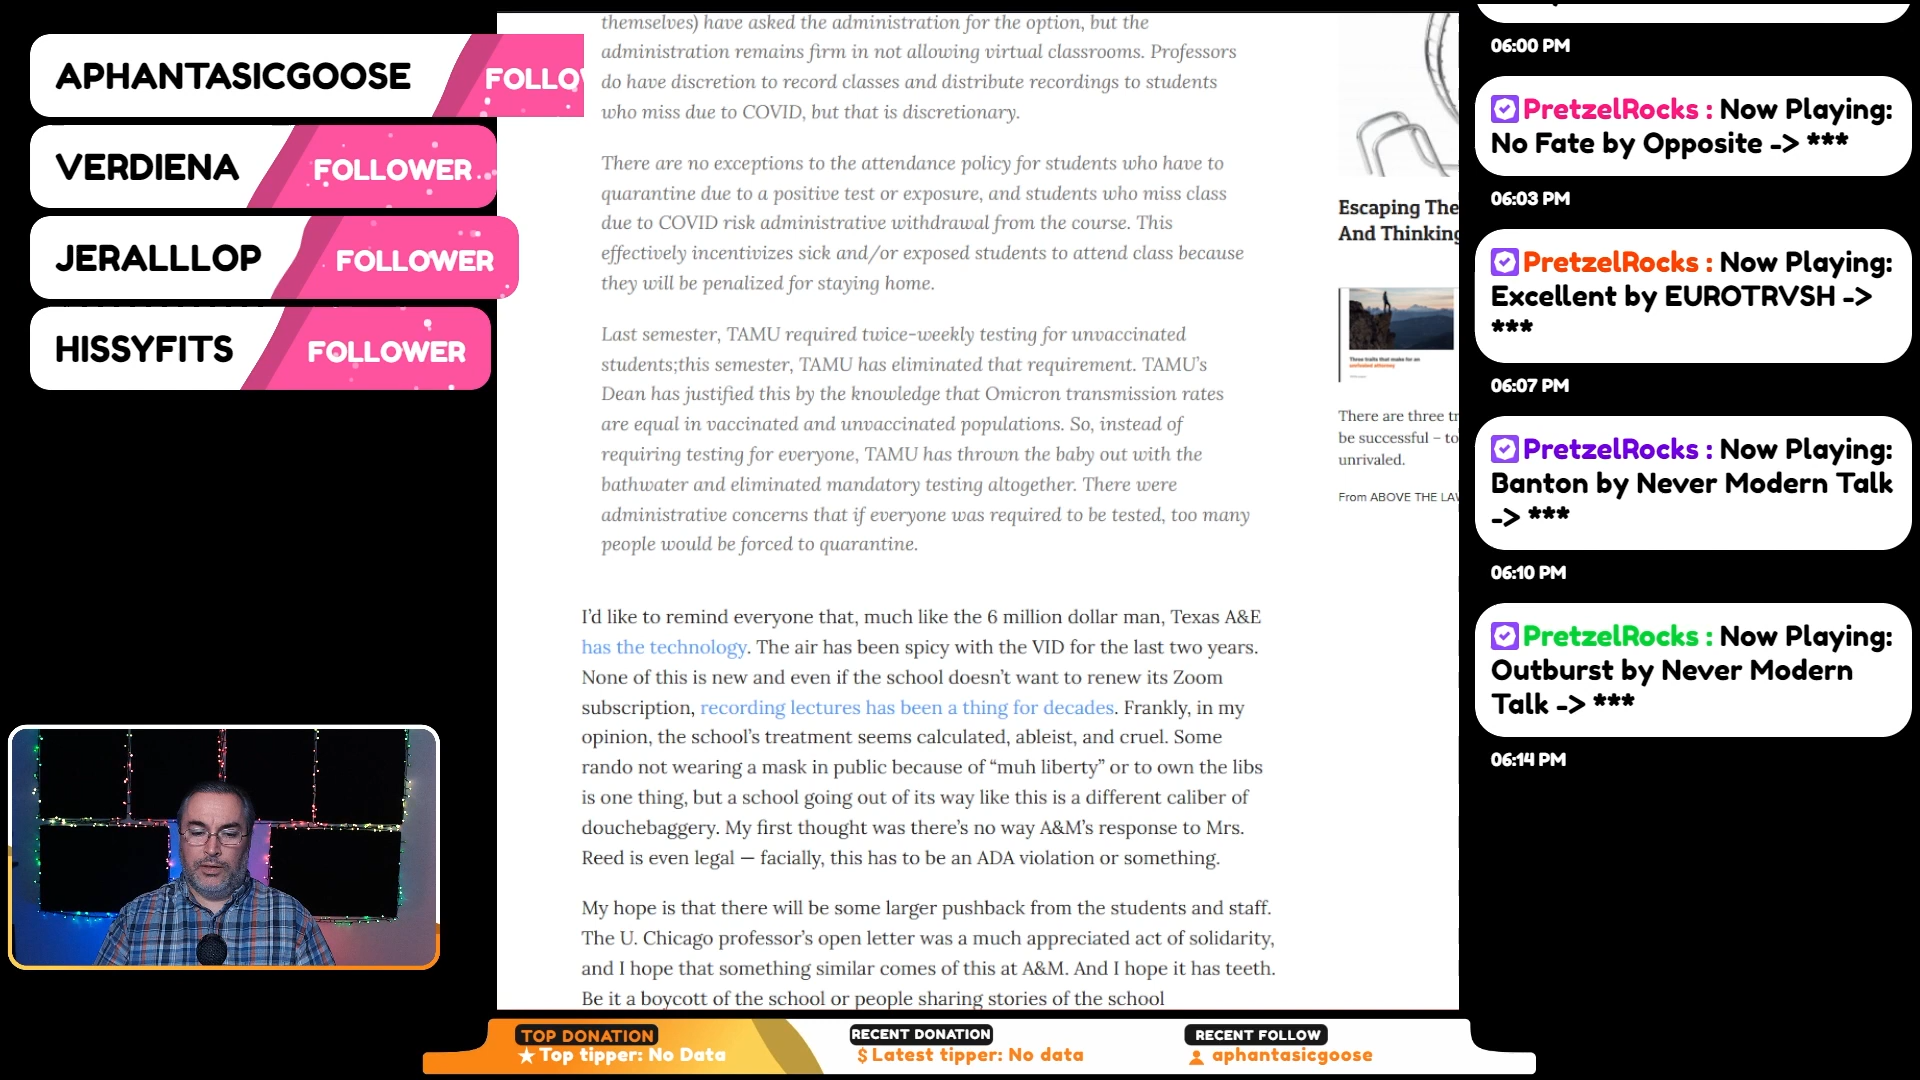 APHANTASICGOOSE
FOLLO
VERDIENA
FOLLOWER
JERALLLOP
FOLLOWER
HISSYFITS
FOLLOWER
themselves) have asked the administration for the option, but the
administration remains firm in not allowing virtual classrooms. Professors
do have discretion to record classes and distribute recordings to students
who miss due to COVID, but that is discretionary.
There are no exceptions to the attendance policy for students who have to
quarantine due to a positive test or exposure, and students who miss class
due to COVID risk administrative withdrawal from the course. This
effectively incentivizes sick and/or exposed students to attend class because
they will be penalized for staying home.
Last semester, TAMU required twice-weekly testing for unvaccinated
students;this semester, TAMU has eliminated that requirement. TAMU's
Dean has justified this by the knowledge that Omicron transmission rates
are equal in vaccinated and unvaccinated populations. So, instead of
requiring testing for everyone, TAMU has thrown the baby out with the
bathwater and eliminated mandatory testing altogether. There were
administrative concerns that if everyone was required to be tested, too many
people would be forced to quarantine.
I'd like to remind everyone that, much like the 6 million dollar man, Texas A&E
has the technology. The air has been spicy with the VID for the last two years.
None of this is new and even if the school doesn't want to renew its Zoom
subscription, recording lectures has been a thing for decades. Frankly, in my
opinion, the school's treatment seems calculated, ableist, and cruel. Some
rando not wearing a mask in public because of “muh liberty” or to own the libs
is one thing, but a school going out of its way like this is a different caliber of
douchebaggery. My first thought was there's no way A&M's response to Mrs.
Reed is even legal — facially, this has to be an ADA violation or something.
My hope is that there will be some larger pushback from the students and staff.
The U. Chicago professor's open letter was a much appreciated act of solidarity,
and I hope that something similar comes of this at A&M. And I hope it has teeth.
Be it a boycott of the school or people sharing stories of the school
Escaping The
And Thinking
Three traits that make for an
unrivaled attorney
There are three tr
be successful – to
unrivaled.
From ABOVE THE LA
06:00 PM
PretzelRocks : Now Playing:
No Fate by Opposite -> ***
06:03 PM
PretzelRocks : Now Playing:
Excellent by EUROTRVSH ->
***
06:07 PM
PretzelRocks : Now Playing:
Banton by Never Modern Talk
-> ***
06:10 PM
PretzelRocks : Now Playing:
Outburst by Never Modern
Talk -> ***
06:14 PM
TOP DONATION
Top tipper: No Data
RECENT DONATION
$ Latest tipper: No data
RECENT FOLLOW
aphantasicgoose